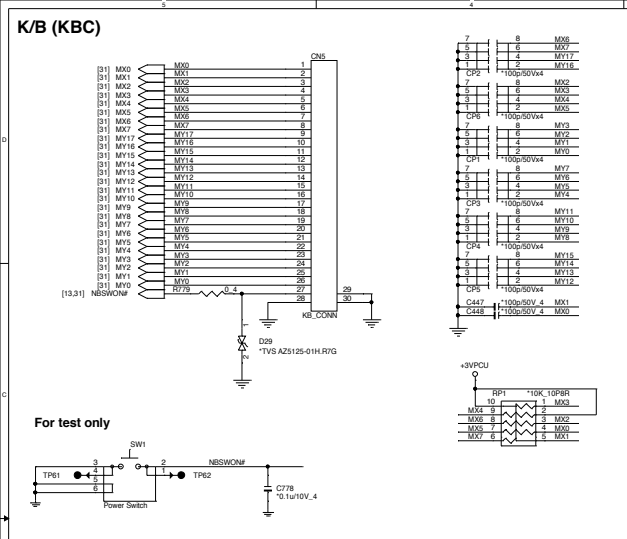 5
4
K/B (KBC)
D
C
CN5
[31] MX0 MX0 1
[31] MX1 MX1 2
[31] MX2 MX2 3
[31] MX3 MX3 4
[31] MX4 MX4 5
[31] MX5 MX5 6
[31] MX6 MX6 7
[31] MX7 MX7 8
[31] MY17 MY17 9
[31] MY16 MY16 10
[31] MY15 MY15 11
[31] MY14 MY14 12
[31] MY13 MY13 13
[31] MY12 MY12 14
[31] MY11 MY11 15
[31] MY10 MY10 16
[31] MY9 MY9 17
[31] MY8 MY8 18
[31] MY7 MY7 19
[31] MY6 MY6 20
[31] MY5 MY5 21
[31] MY4 MY4 22
[31] MY3 MY3 23
[31] MY2 MY2 24
[31] MY1 MY1 25
[31] MY0 MY0 26
[13,31] NBSWON# R779 0_4 27 29
28 30
KB_CONN
1
2
D29
*TVS AZ5125-01H.R7G
7 8 MX6
5 6 MX7
3 4 MY17
1 2 MY16
CP2 *100p/50Vx4
7 8 MX2
5 6 MX3
3 4 MX4
1 2 MX5
CP6 *100p/50Vx4
7 8 MY3
5 6 MY2
3 4 MY1
1 2 MY0
CP1 *100p/50Vx4
7 8 MY7
5 6 MY6
3 4 MY5
1 2 MY4
CP3 *100p/50Vx4
7 8 MY11
5 6 MY10
3 4 MY9
1 2 MY8
CP4 *100p/50Vx4
7 8 MY15
5 6 MY14
3 4 MY13
1 2 MY12
CP5 *100p/50Vx4
C447 *100p/50V_4 MX1
C448 *100p/50V_4 MX0
+3VPCU
RP1 *10K_10P8R
10 1 MX3
MX4 9 2
MX6 8 3 MX2
MX5 7 4 MX0
MX7 6 5 MX1
For test only
SW1
3 2 NBSWON#
TP61 4 1 TP62
5
6
Power Switch
C778
*0.1u/10V_4